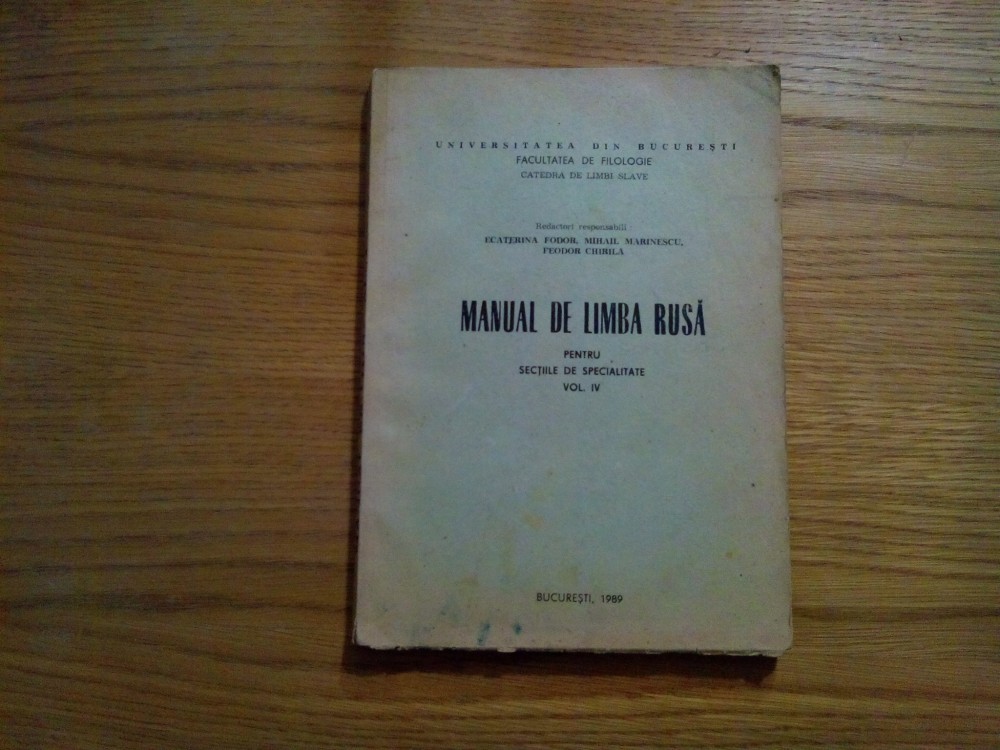 UNIVERSITATEA DIN BUCUREȘTI
FACULTATEA DE FILOLOGIE
CATEDRA DE LIMBI SLAVE
Redactori responsabili
ECATERINA FODOR, MIHAIL MARINESCU,
FEODOR CHIRILĂ
MANUAL DE LIMBA RUSĂ
PENTRU
SECȚIILE DE SPECIALITATE
VOL. IV
BUCUREȘTI, 1989